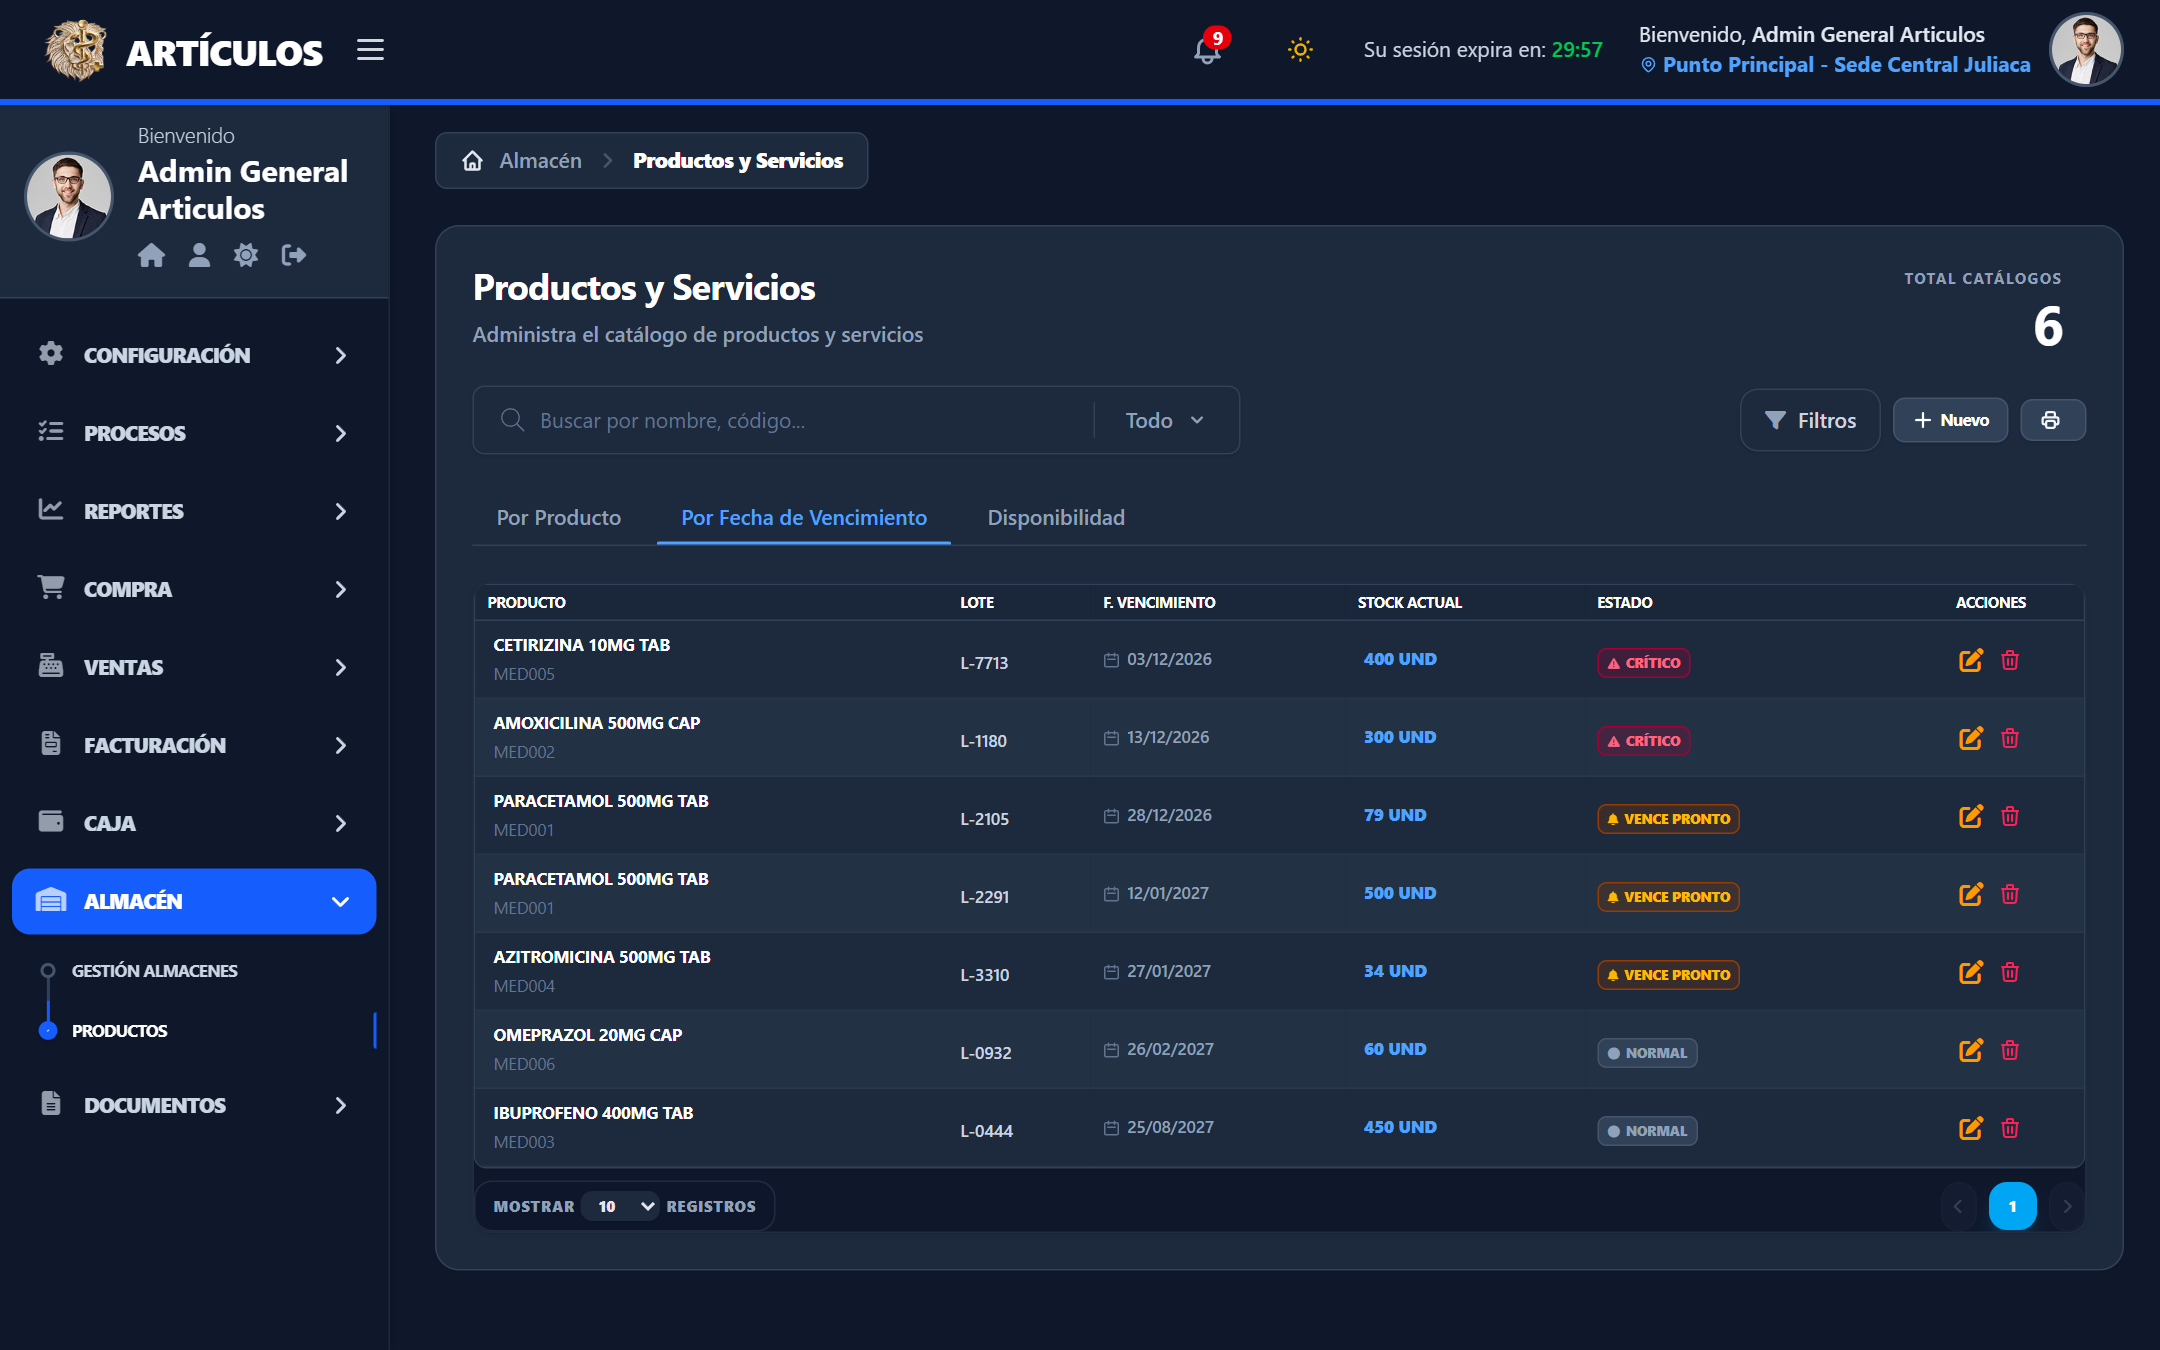 ARTÍCULOS
9
Su sesión expira en: 29:57
Bienvenido, Admin General Articulos
Punto Principal - Sede Central Juliaca
Bienvenido
Admin General
Articulos
CONFIGURACIÓN
PROCESOS
REPORTES
COMPRA
VENTAS
FACTURACIÓN
CAJA
ALMACÉN
GESTIÓN ALMACENES
PRODUCTOS
DOCUMENTOS
Almacén
Productos y Servicios
Productos y Servicios
Administra el catálogo de productos y servicios
TOTAL CATÁLOGOS
6
Buscar por nombre, código...
Todo
Filtros
Nuevo
Por Producto
Por Fecha de Vencimiento
Disponibilidad
PRODUCTO LOTE F. VENCIMIENTO STOCK ACTUAL ESTADO ACCIONES
CETIRIZINA 10MG TAB
MED005
L-7713 03/12/2026 400 UND CRÍTICO
AMOXICILINA 500MG CAP
MED002
L-1180 13/12/2026 300 UND CRÍTICO
PARACETAMOL 500MG TAB
MED001
L-2105 28/12/2026 79 UND VENCE PRONTO
PARACETAMOL 500MG TAB
MED001
L-2291 12/01/2027 500 UND VENCE PRONTO
AZITROMICINA 500MG TAB
MED004
L-3310 27/01/2027 34 UND VENCE PRONTO
OMEPRAZOL 20MG CAP
MED006
L-0932 26/02/2027 60 UND NORMAL
IBUPROFENO 400MG TAB
MED003
L-0444 25/08/2027 450 UND NORMAL
MOSTRAR 10 REGISTROS
1